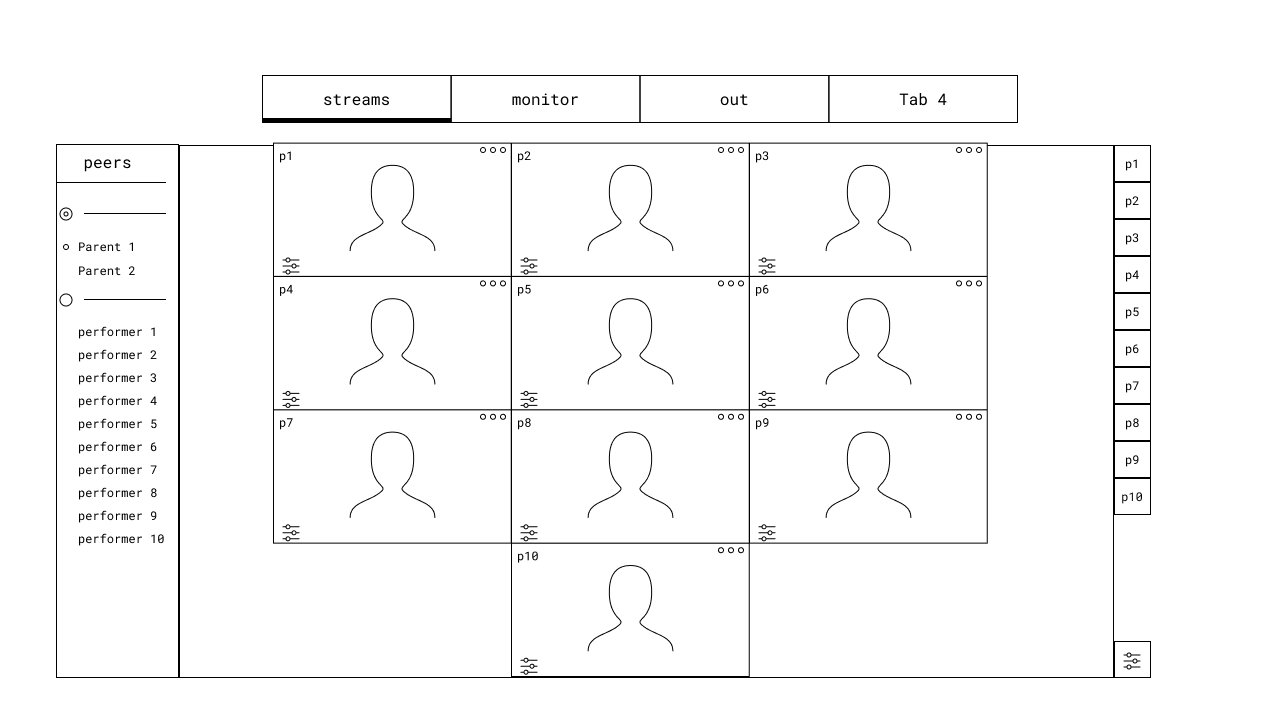 streams monitor out Tab 4
peers
Parent 1
Parent 2
performer 1
performer 2
performer 3
performer 4
performer 5
performer 6
performer 7
performer 8
performer 9
performer 10
p1 p2 p3
p4 p5 p6
p7 p8 p9
p10
p1
p2
p3
p4
p5
p6
p7
p8
p9
p10